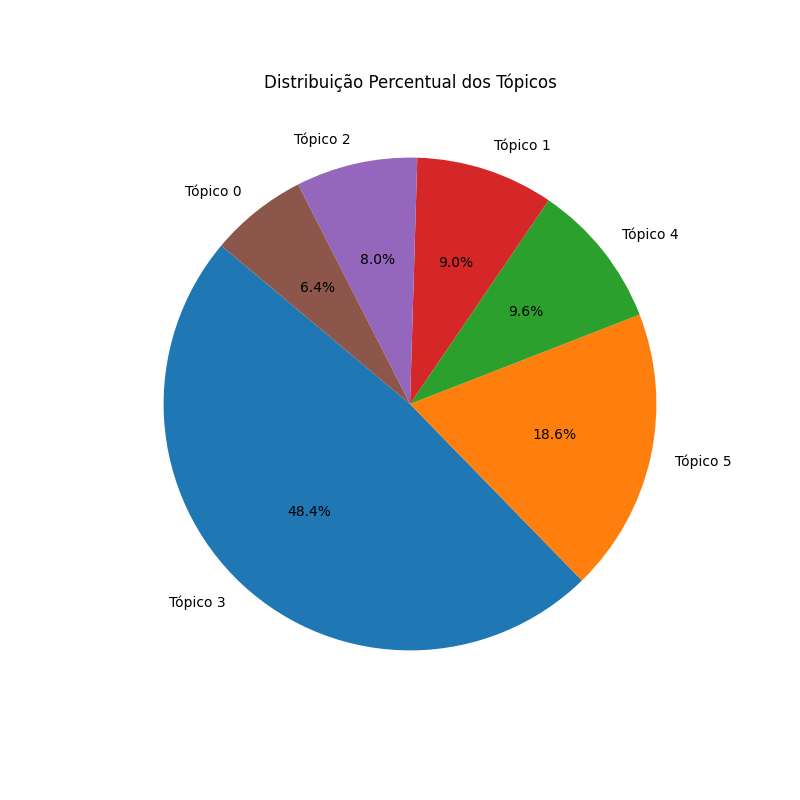 Distribuição Percentual dos Tópicos
Tópico 2
Tópico 1
Tópico 0
Tópico 4
8.0%
9.0%
6.4%
9.6%
18.6%
Tópico 5
48.4%
Tópico 3